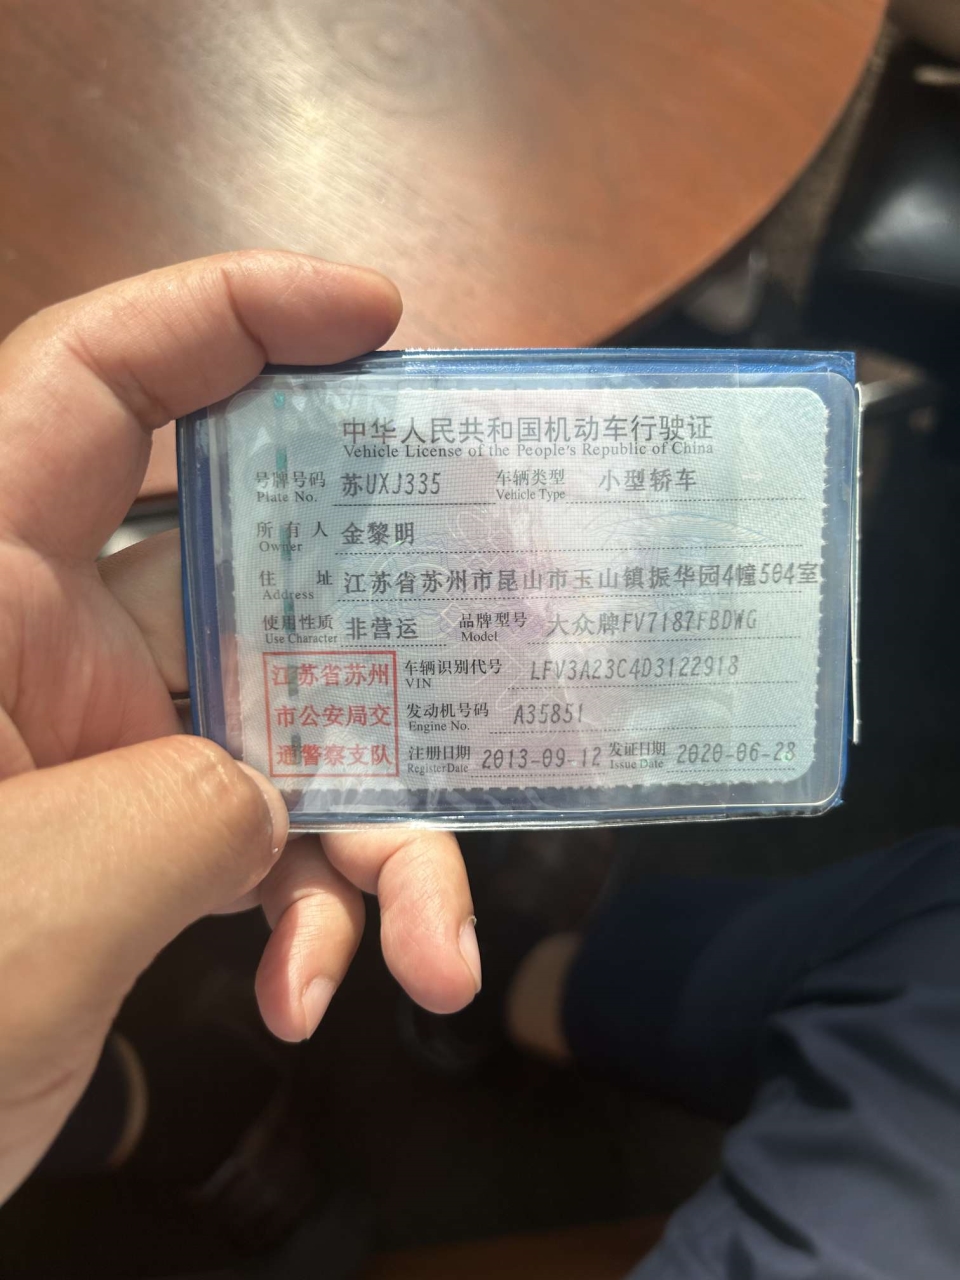 中华人民共和国机动车行驶证
Vehicle License of the People's Republic of China
号牌号码 苏UXJ335 车辆类型 小型轿车
Plate No. Vehicle Type
所有人 金黎明
Owner
住址 江苏省苏州市昆山市玉山镇振华园4幢504室
Address
使用性质 非营运 品牌型号 大众牌FV7187FBDWG
Use Character Model
江苏省苏州
市公安局交
通警察支队
车辆识别代号 LFV3A23C4D3122918
VIN
发动机号码 A35851
Engine No.
注册日期 2013-09-12 发证日期 2020-06-28
Register Date Issue Date